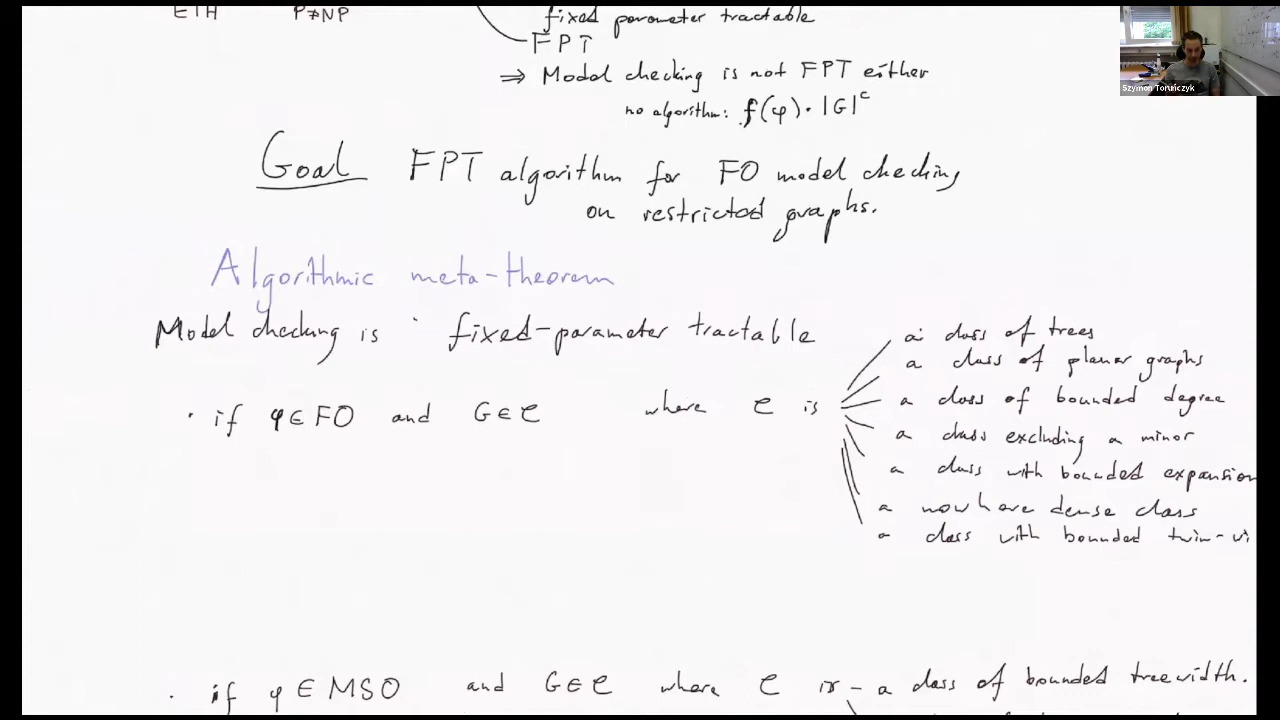 ETH P≠NP
fixed parameter tractable
FPT
⇒ Model checking is not FPT either
no algorithm: f(φ)·|G|^c
Goal FPT algorithm for FO model checking
on restricted graphs.
Algorithmic meta-theorem
Model checking is fixed-parameter tractable
· if φ∈FO and G∈C where C is
a class of trees
a class of planar graphs
a class of bounded degree
a class excluding a minor
a class with bounded expansion
a nowhere dense class
a class with bounded twin-wi
· if φ∈MSO and G∈C where C is – a class of bounded treewidth.
Szymon Toruńczyk